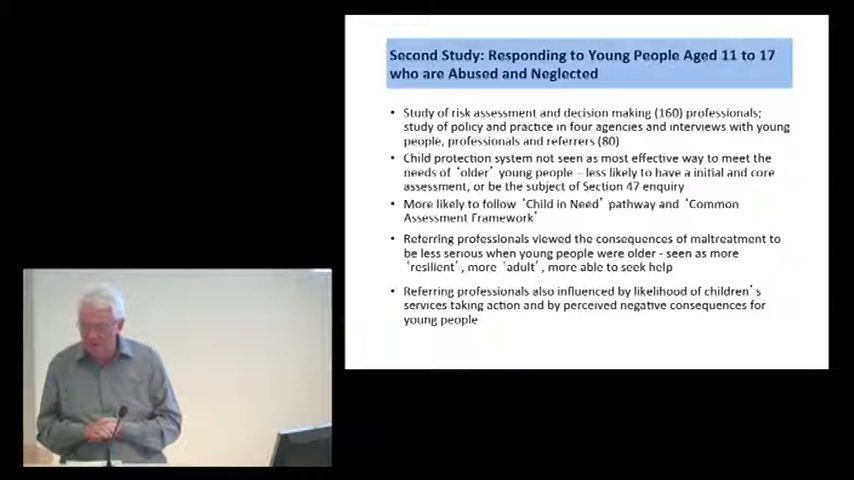 Second Study: Responding to Young People Aged 11 to 17
who are Abused and Neglected
• Study of risk assessment and decision making (160) professionals;
study of policy and practice in four agencies and interviews with young
people, professionals and referrers (80)
• Child protection system not seen as most effective way to meet the
needs of 'older' young people – less likely to have a initial and core
assessment, or be the subject of Section 47 enquiry
• More likely to follow 'Child in Need' pathway and 'Common
Assessment Framework'
• Referring professionals viewed the consequences of maltreatment to
be less serious when young people were older - seen as more
'resilient', more 'adult', more able to seek help
• Referring professionals also influenced by likelihood of children's
services taking action and by perceived negative consequences for
young people